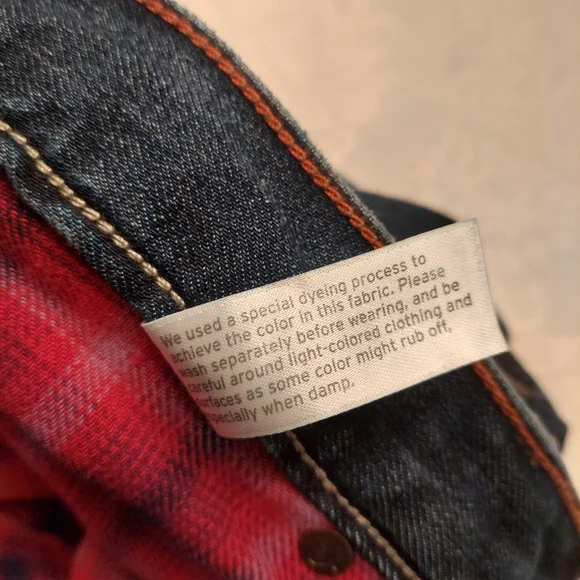 We used a special dyeing process to
achieve the color in this fabric. Please
wash separately before wearing, and be
careful around light-colored clothing and
surfaces as some color might rub off,
especially when damp.